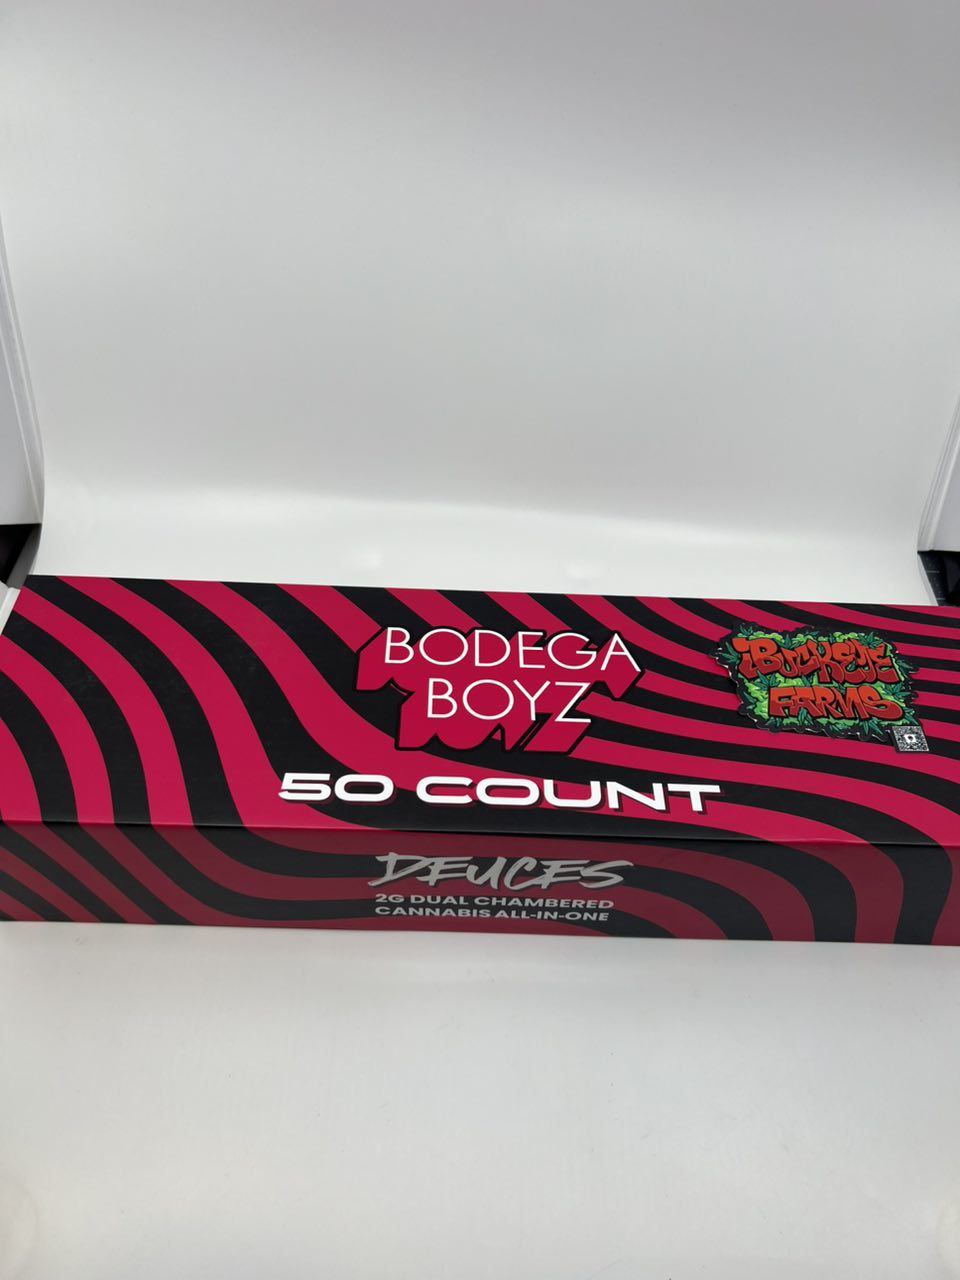 BODEGA
BOYZ
BUCKEYE
FARMS
50 COUNT
DEUCES
2G DUAL CHAMBERED
CANNABIS ALL-IN-ONE